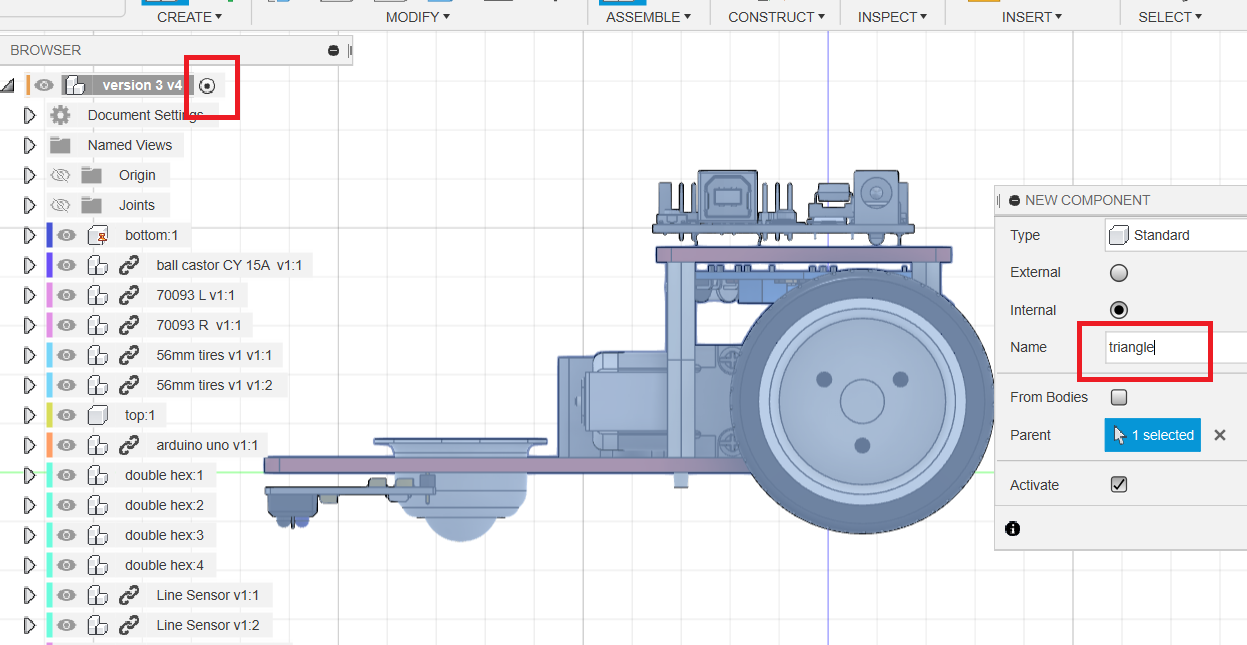 CREATE MODIFY ASSEMBLE CONSTRUCT INSPECT INSERT SELECT
BROWSER
version 3 v4
Document Settings
Named Views
Origin
Joints
bottom:1
ball castor CY 15A v1:1
70093 L v1:1
70093 R v1:1
56mm tires v1 v1:1
56mm tires v1 v1:2
top:1
arduino uno v1:1
double hex:1
double hex:2
double hex:3
double hex:4
Line Sensor v1:1
Line Sensor v1:2
NEW COMPONENT
Type Standard
External
Internal
Name triangle
From Bodies
Parent 1 selected
Activate